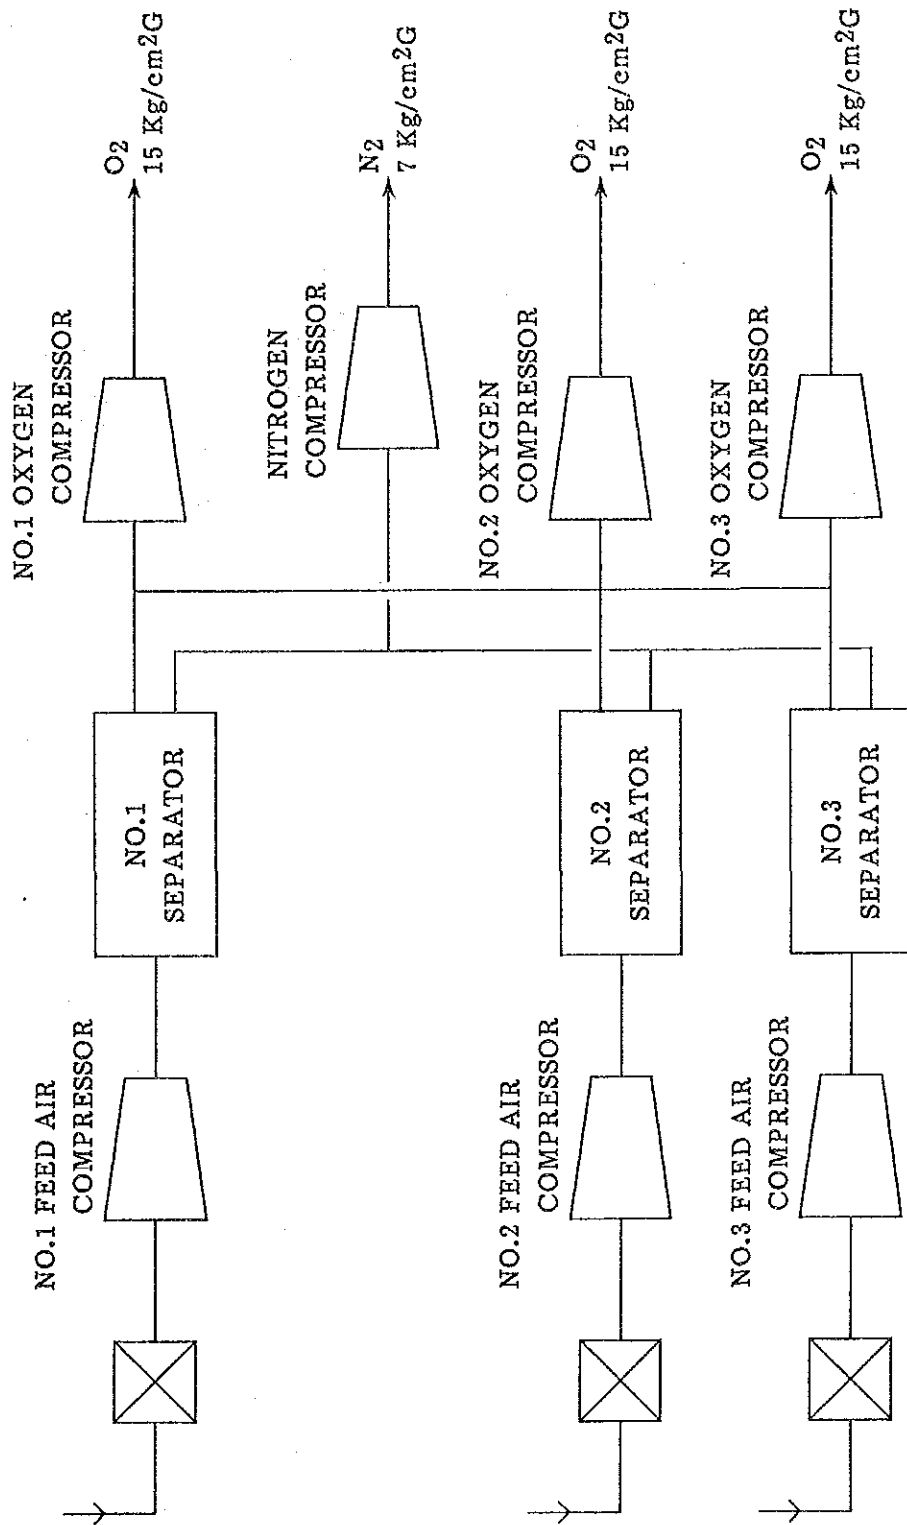 NO.1 FEED AIR
COMPRESSOR
NO.1
SEPARATOR
NO.1 OXYGEN
COMPRESSOR
O2
15 Kg/cm2G
NITROGEN
COMPRESSOR
N2
7 Kg/cm2G
NO.2 FEED AIR
COMPRESSOR
NO.2
SEPARATOR
NO.2 OXYGEN
COMPRESSOR
O2
15 Kg/cm2G
NO.3 FEED AIR
COMPRESSOR
NO.3
SEPARATOR
NO.3 OXYGEN
COMPRESSOR
O2
15 Kg/cm2G